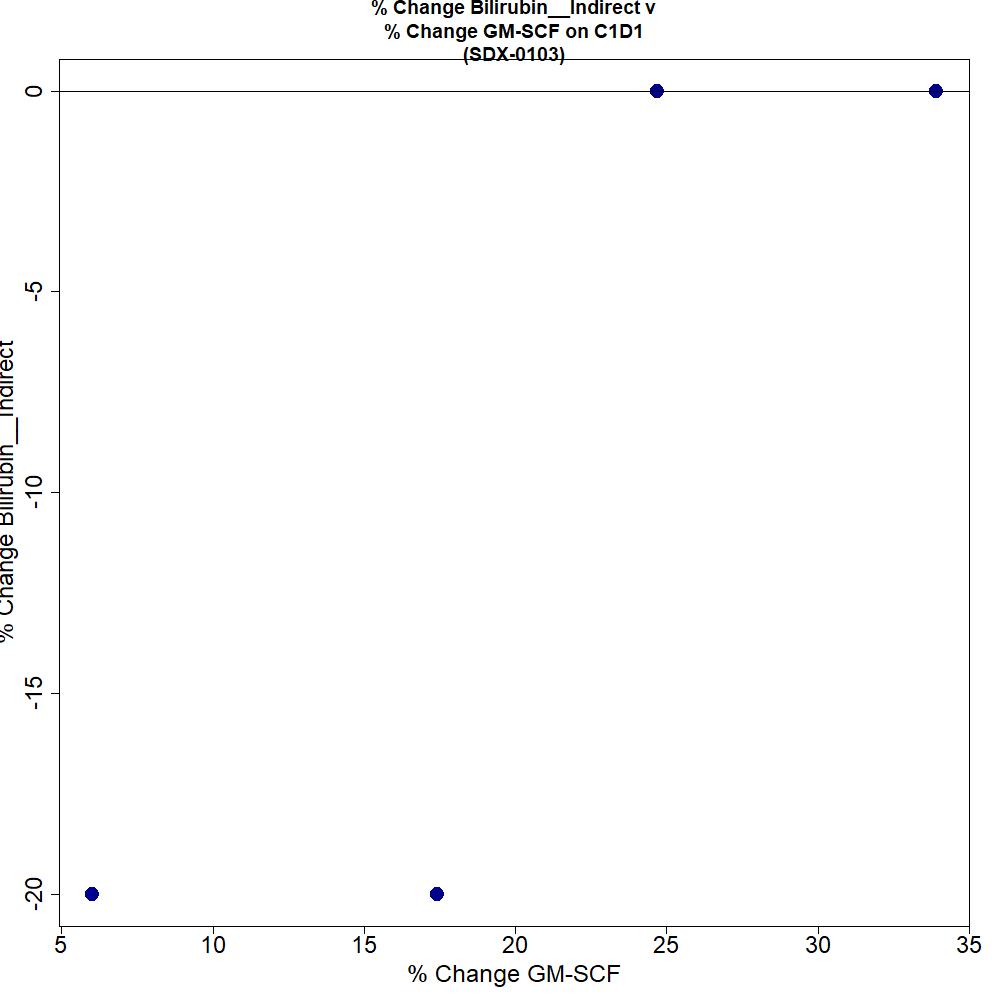 % Change Bilirubin__Indirect v
% Change GM-SCF on C1D1
(SDX-0103)
% Change Bilirubin__Indirect
0
-5
-10
-15
-20
5 10 15 20 25 30 35
% Change GM-SCF